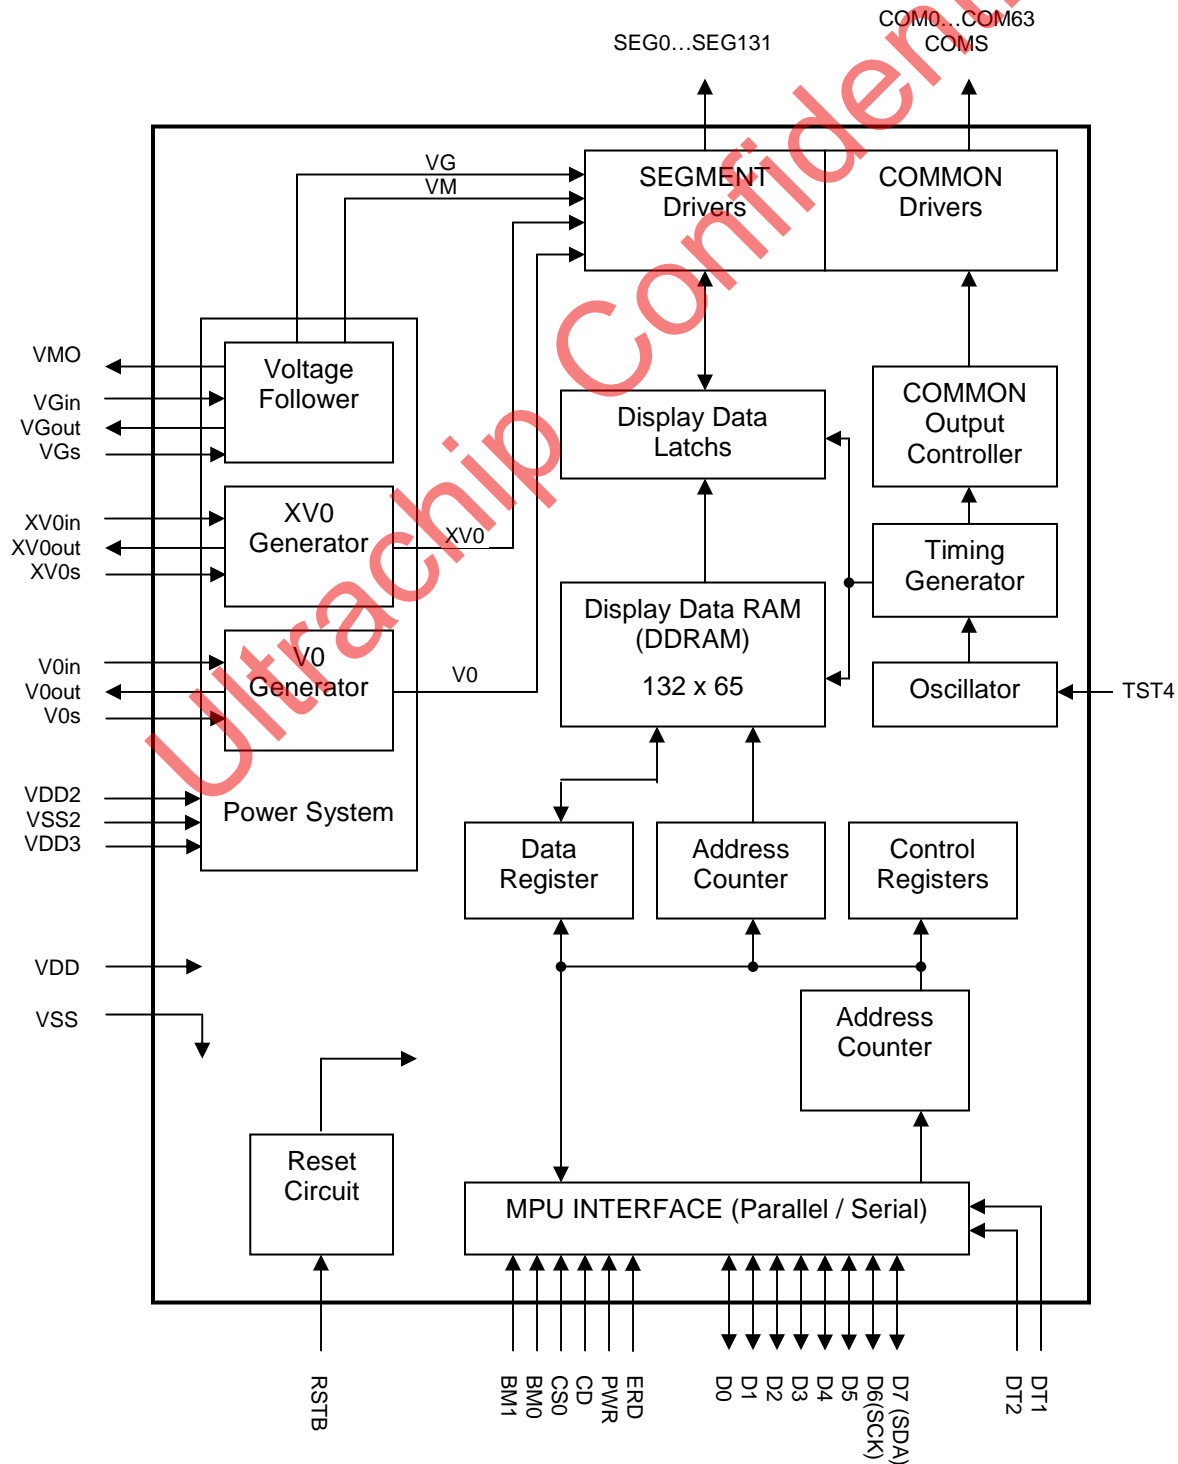 COM0...COM63
COMS
SEG0...SEG131
VG
VM
SEGMENT
Drivers
COMMON
Drivers
VMO
VGin
VGout
VGs
Voltage
Follower
Display Data
Latchs
COMMON
Output
Controller
XV0in
XV0out
XV0s
XV0
Generator
XV0
Timing
Generator
Display Data RAM
(DDRAM)
132 x 65
V0in
V0out
V0s
V0
Generator
V0
Oscillator
TST4
VDD2
VSS2
VDD3
Power System
Data
Register
Address
Counter
Control
Registers
VDD
VSS
Address
Counter
Reset
Circuit
MPU INTERFACE (Parallel / Serial)
RSTB
BM1
BM0
CS0
CD
PWR
ERD
D0
D1
D2
D3
D4
D5
D6(SCK)
D7 (SDA)
DT2
DT1
Ultrachip